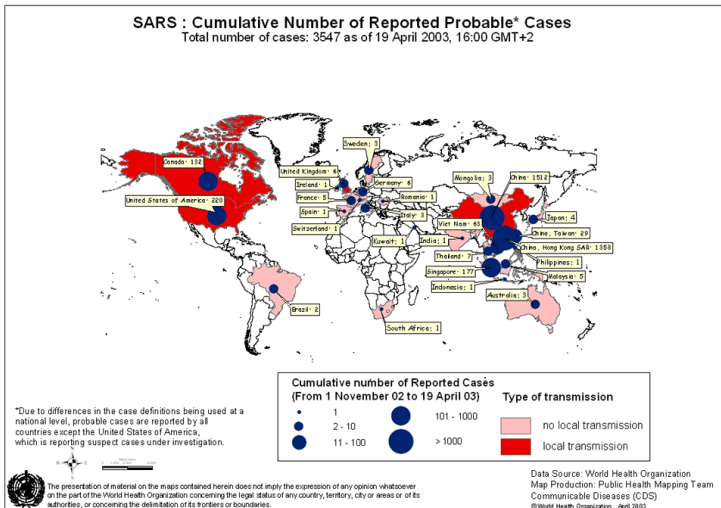 SARS : Cumulative Number of Reported Probable* Cases
Total number of cases: 3547 as of 19 April 2003, 16:00 GMT+2
Sweden; 3
Canada· 132
United Kingdom· 6
Mongolia; 3
China· 1512
Ireland· 1
Germany· 6
United States of America· 220
France· 5
Romania· 1
Spain· 1
Italy· 3
Viet Nam· 63
Japan; 4
Switzerland· 1
China, Taiwan· 29
Kuwait; 1
India; 1
China, Hong Kong SAR· 1358
Thailand· 7
Philippines; 1
Singapore· 177
Malaysia· 5
Indonesia; 1
Australia; 3
Brazil· 2
South Africa; 1
Cumulative number of Reported Cases
(From 1 November 02 to 19 April 03)
Type of transmission
1
101 - 1000
2 - 10
no local transmission
11 - 100
> 1000
local transmission
*Due to differences in the case definitions being used at a
national level, probable cases are reported by all
countries except the United States of America,
which is reporting suspect cases under investigation.
The presentation of material on the maps contained herein does not imply the expression of any opinion whatsoever
on the part of the World Health Organization concerning the legal status of any country, territory, city or areas or of its
authorities, or concerning the delimitation of its frontiers or boundaries.
Data Source: World Health Organization
Map Production: Public Health Mapping Team
Communicable Diseases (CDS)
©World Health Organization, April 2003